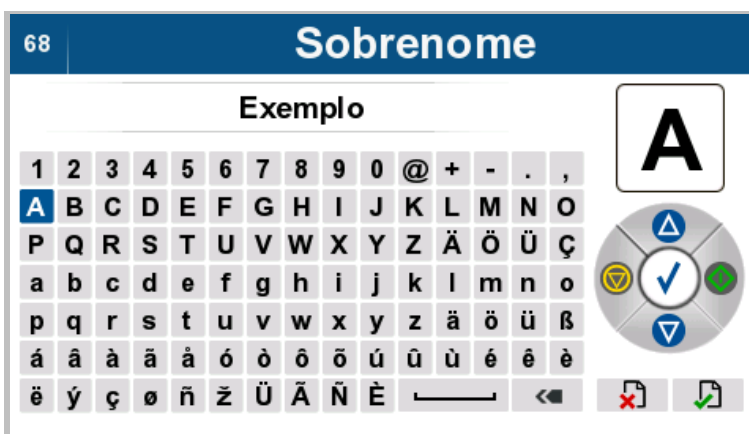 68 Sobrenome
Exemplo
A
1 2 3 4 5 6 7 8 9 0 @ + - . ,
A B C D E F G H I J K L M N O
P Q R S T U V W X Y Z Ä Ö Ü Ç
a b c d e f g h i j k l m n o
p q r s t u v w x y z ä ö ü ß
á â à ã å ó ò ô õ ú û ù é ê è
ë ý ç ø ñ ž Ü Ã Ñ È